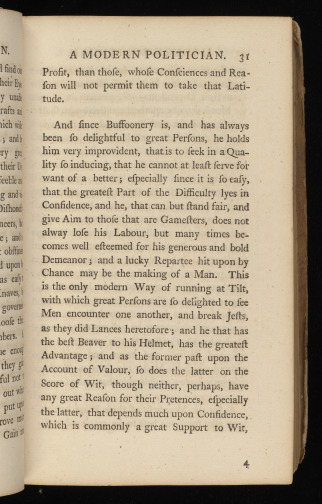 N.
A MODERN POLITICIAN. 31
Profit, than thoſe, whoſe Conſciences and Rea-
ſon will not permit them to take that Lati-
tude.
And ſince Buffoonery is, and has always
been ſo delightful to great Perſons, he holds
him very improvident, that is to ſeek in a Qua-
lity ſo inducing, that he cannot at leaſt ſerve for
want of a better; eſpecially ſince it is ſo eaſy,
that the greateſt Part of the Difficulty lyes in
Confidence, and he, that can but ſtand fair, and
give Aim to thoſe that are Gameſters, does not
alway loſe his Labour, but many times be-
comes well eſteemed for his generous and bold
Demeanor; and a lucky Repartee hit upon by
Chance may be the making of a Man. This
is the only modern Way of running at Tilt,
with which great Perſons are ſo delighted to ſee
Men encounter one another, and break Jeſts,
as they did Lances heretofore; and he that has
the beſt Beaver to his Helmet, has the greateſt
Advantage; and as the former paſt upon the
Account of Valour, ſo does the latter on the
Score of Wit, though neither, perhaps, have
any great Reaſon for their Pretences, eſpecially
the latter, that depends much upon Confidence,
which is commonly a great Support to Wit,
4